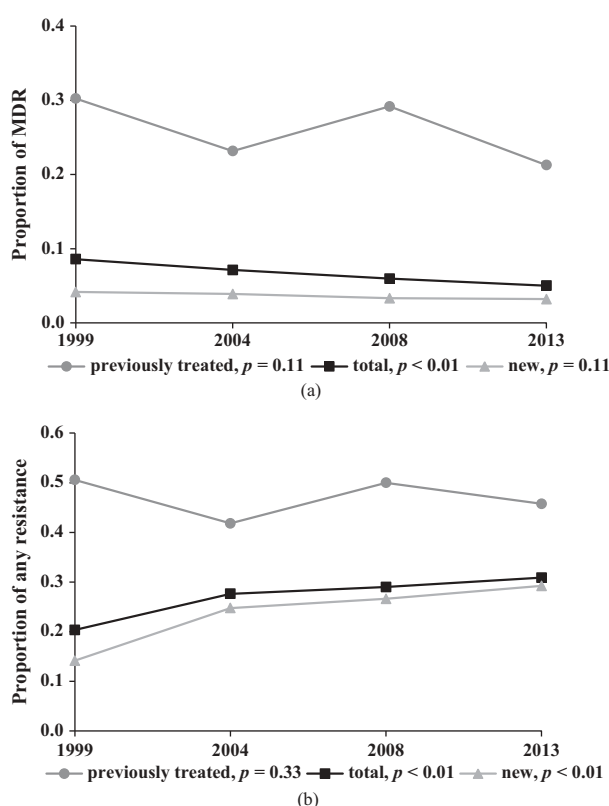 0.4
0.3
0.2
0.1
0.0
Proportion of MDR
1999 2004 2008 2013
previously treated, p = 0.11 total, p < 0.01 new, p = 0.11
(a)
0.6
0.5
0.4
0.3
0.2
0.1
0.0
Proportion of any resistance
1999 2004 2008 2013
previously treated, p = 0.33 total, p < 0.01 new, p < 0.01
(b)